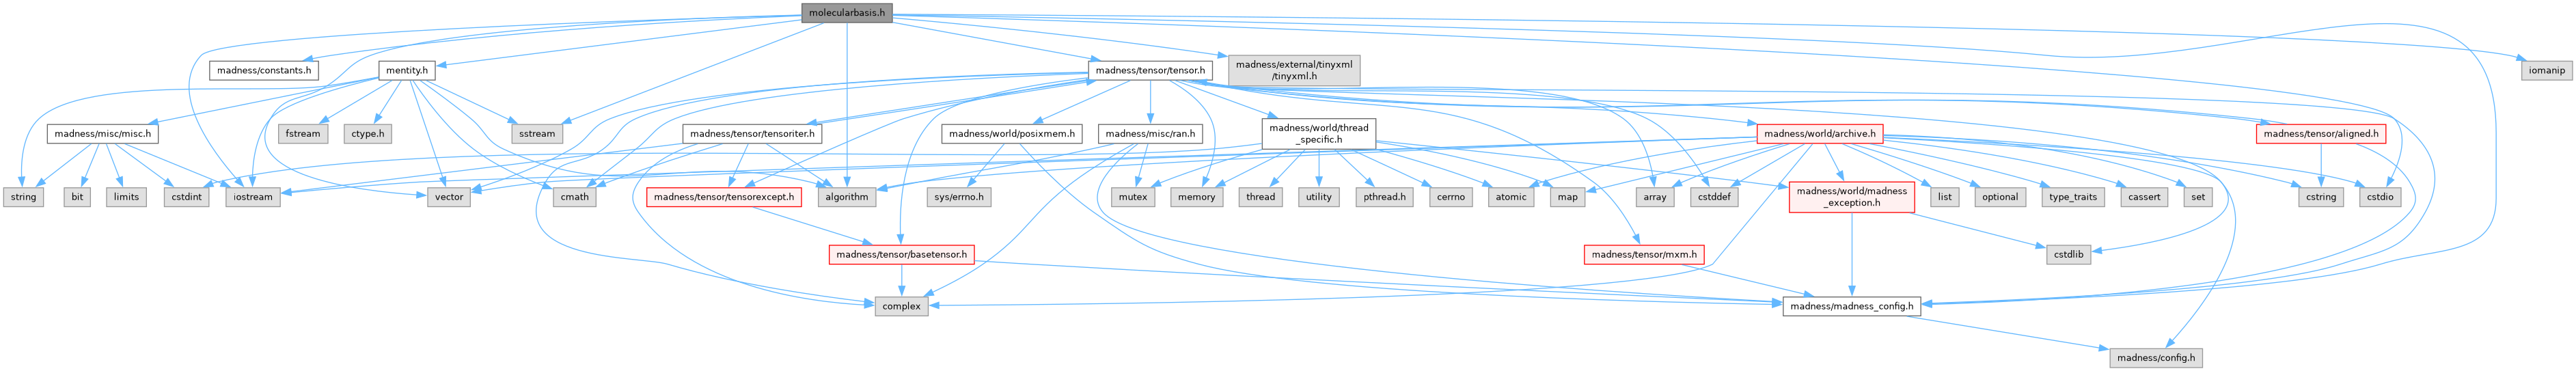 molecularbasis.h
madness/constants.h
mentity.h
madness/tensor/tensor.h
madness/external/tinyxml
/tinyxml.h
iomanip
madness/misc/misc.h
fstream
ctype.h
sstream
madness/tensor/tensoriter.h
madness/world/posixmem.h
madness/misc/ran.h
madness/world/thread
_specific.h
madness/world/archive.h
madness/tensor/aligned.h
string
bit
limits
cstdint
iostream
vector
cmath
madness/tensor/tensorexcept.h
algorithm
sys/errno.h
mutex
memory
thread
utility
pthread.h
cerrno
atomic
map
array
cstddef
madness/world/madness
_exception.h
list
optional
type_traits
cassert
set
cstring
cstdio
madness/tensor/basetensor.h
madness/tensor/mxm.h
cstdlib
complex
madness/madness_config.h
madness/config.h